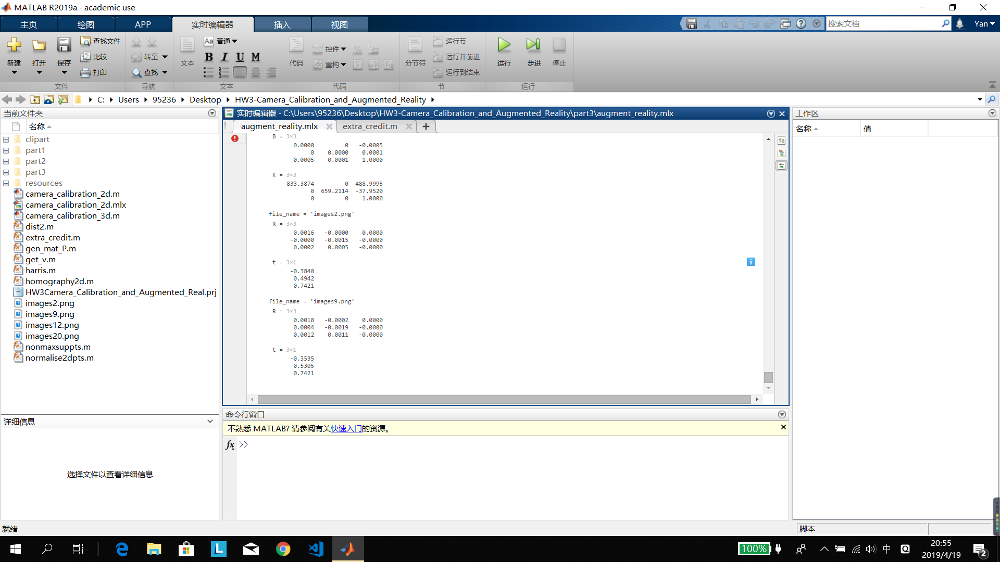 MATLAB R2019a - academic use
主页 绘图 APP 实时编辑器 插入 视图
搜索文档 Yan
新建 打开 保存 查找文件 比较 打印
文件
转至 查找
导航
文本 Aa 普通
B I U M
文本
代码 控件 重构
代码
分节符 运行节 运行并前进 运行到结束
节
运行 步进 停止
运行
C: Users 95236 Desktop HW3-Camera_Calibration_and_Augmented_Reality
当前文件夹
名称
clipart
part1
part2
part3
resources
camera_calibration_2d.m
camera_calibration_2d.mlx
camera_calibration_3d.m
dist2.m
extra_credit.m
gen_mat_P.m
get_v.m
harris.m
homography2d.m
HW3Camera_Calibration_and_Augmented_Real.prj
images2.png
images9.png
images12.png
images20.png
nonmaxsuppts.m
normalise2dpts.m
详细信息
选择文件以查看详细信息
就绪
实时编辑器 - C:\Users\95236\Desktop\HW3-Camera_Calibration_and_Augmented_Reality\part3\augment_reality.mlx
augment_reality.mlx extra_credit.m
B = 3×3
0.0000 0 -0.0005
0 0.0000 0.0001
-0.0005 0.0001 1.0000
K = 3×3
833.3874 0 488.9995
0 659.2114 -37.9520
0 0 1.0000
file_name = 'images2.png'
R = 3×3
0.0016 -0.0000 0.0000
-0.0000 -0.0015 -0.0000
0.0002 0.0005 -0.0000
t = 3×1
-0.3840
0.4942
0.7421
file_name = 'images9.png'
R = 3×3
0.0018 -0.0002 0.0000
0.0004 -0.0019 -0.0000
0.0012 0.0011 -0.0000
t = 3×1
-0.3535
0.5305
0.7421
命令行窗口
不熟悉 MATLAB? 请参阅有关快速入门的资源。
fx >>
工作区
名称 值
脚本
100%
中
20:55
2019/4/19
2